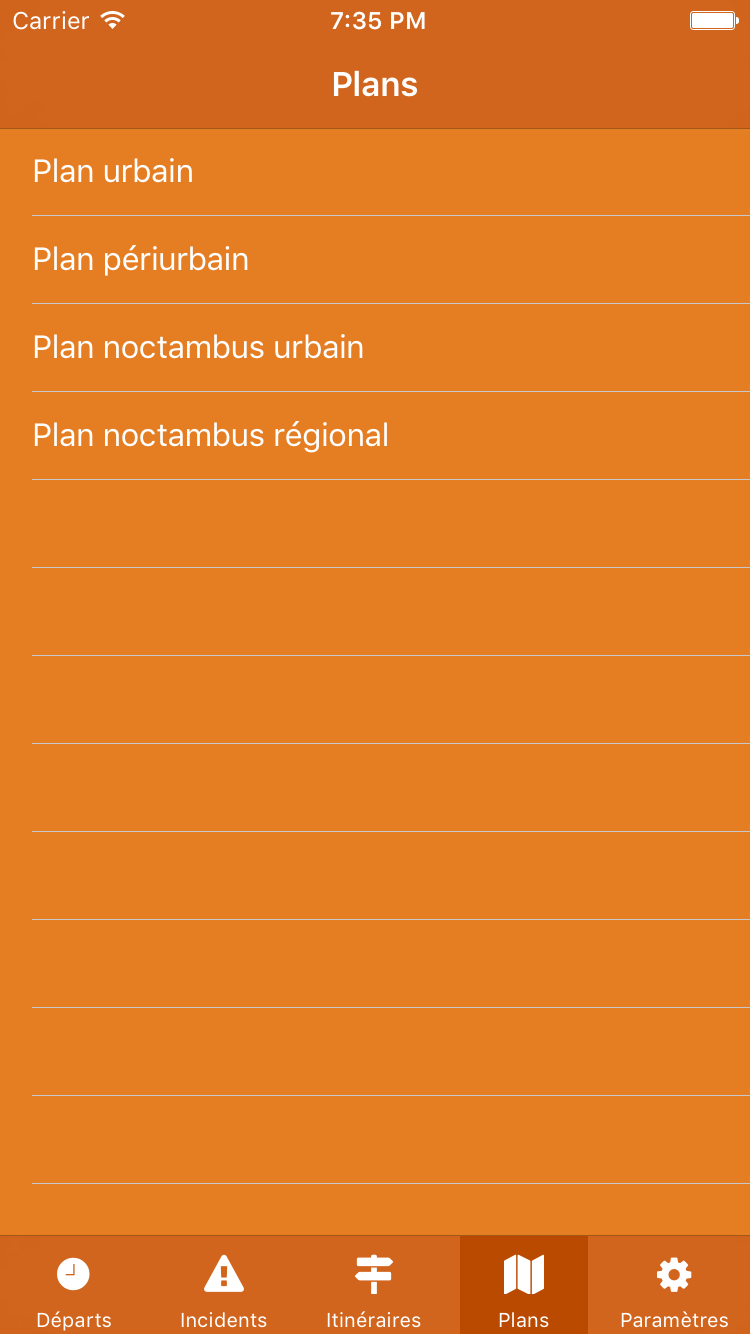 Carrier 7:35 PM
Plans
Plan urbain
Plan périurbain
Plan noctambus urbain
Plan noctambus régional
Départs Incidents Itinéraires Plans Paramètres